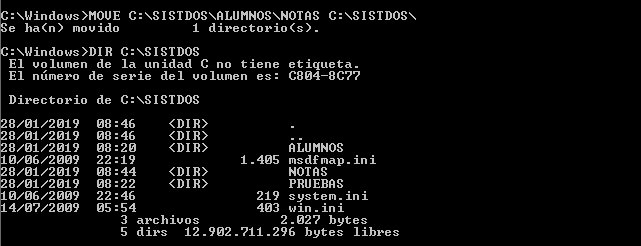 C:\Windows>MOVE C:\SISTDOS\ALUMNOS\NOTAS C:\SISTDOS\
Se ha(n) movido 1 directorio(s).
C:\Windows>DIR C:\SISTDOS
El volumen de la unidad C no tiene etiqueta.
El número de serie del volumen es: C804-8C77
Directorio de C:\SISTDOS
28/01/2019 08:46 <DIR> .
28/01/2019 08:46 <DIR> ..
28/01/2019 08:20 <DIR> ALUMNOS
10/06/2009 22:19 1.405 msdfmap.ini
28/01/2019 08:44 <DIR> NOTAS
28/01/2019 08:22 <DIR> PRUEBAS
10/06/2009 22:46 219 system.ini
14/07/2009 05:54 403 win.ini
3 archivos 2.027 bytes
5 dirs 12.902.711.296 bytes libres